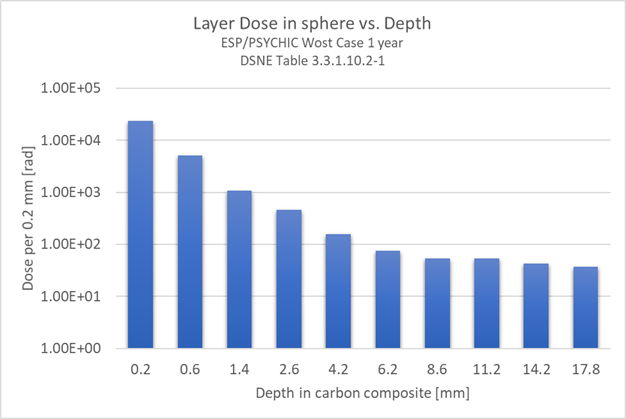 Layer Dose in sphere vs. Depth
ESP/PSYCHIC Wost Case 1 year
DSNE Table 3.3.1.10.2-1
Dose per 0.2 mm [rad]
1.00E+05
1.00E+04
1.00E+03
1.00E+02
1.00E+01
1.00E+00
0.2 0.6 1.4 2.6 4.2 6.2 8.6 11.2 14.2 17.8
Depth in carbon composite [mm]